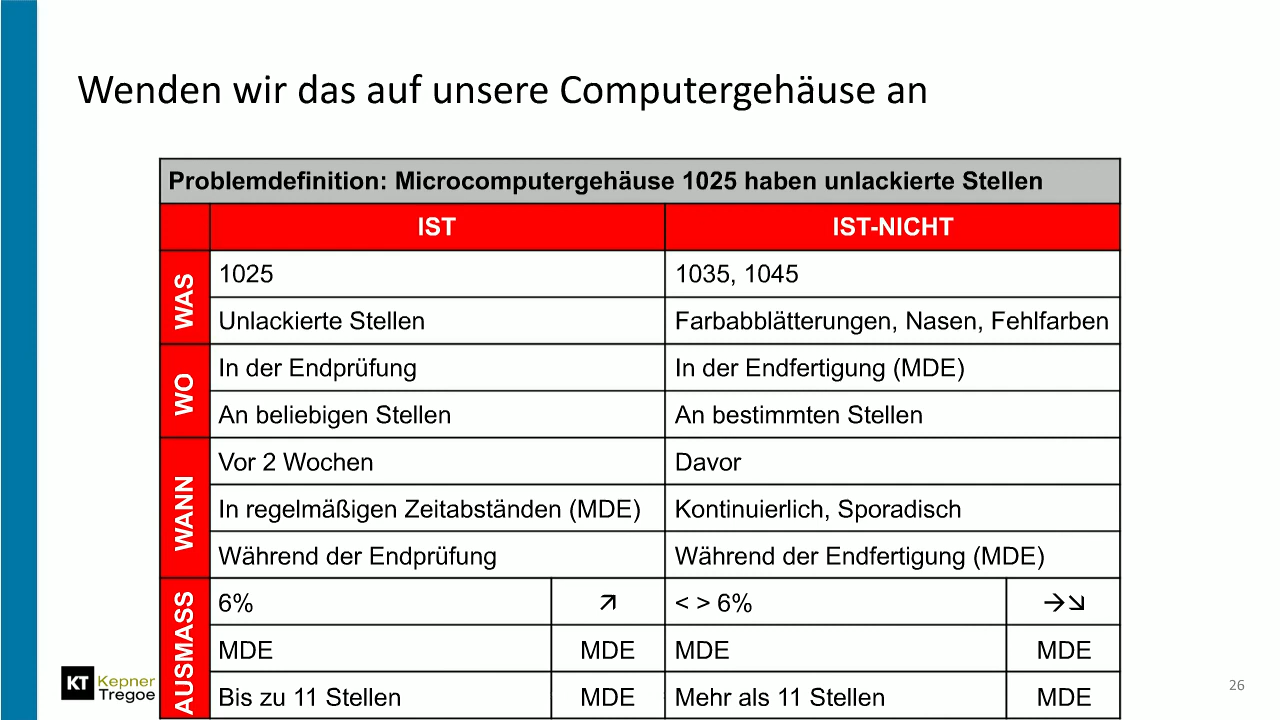 Wenden wir das auf unsere Computergehäuse an
Problemdefinition: Microcomputergehäuse 1025 haben unlackierte Stellen
IST IST-NICHT
WAS
1025 1035, 1045
Unlackierte Stellen Farbabblätterungen, Nasen, Fehlfarben
WO
In der Endprüfung In der Endfertigung (MDE)
An beliebigen Stellen An bestimmten Stellen
WANN
Vor 2 Wochen Davor
In regelmäßigen Zeitabständen (MDE) Kontinuierlich, Sporadisch
Während der Endprüfung Während der Endfertigung (MDE)
AUSMASS
6% ↗ < > 6% →↘
MDE MDE MDE MDE
Bis zu 11 Stellen MDE Mehr als 11 Stellen MDE
KT Kepner
Tregoe
26